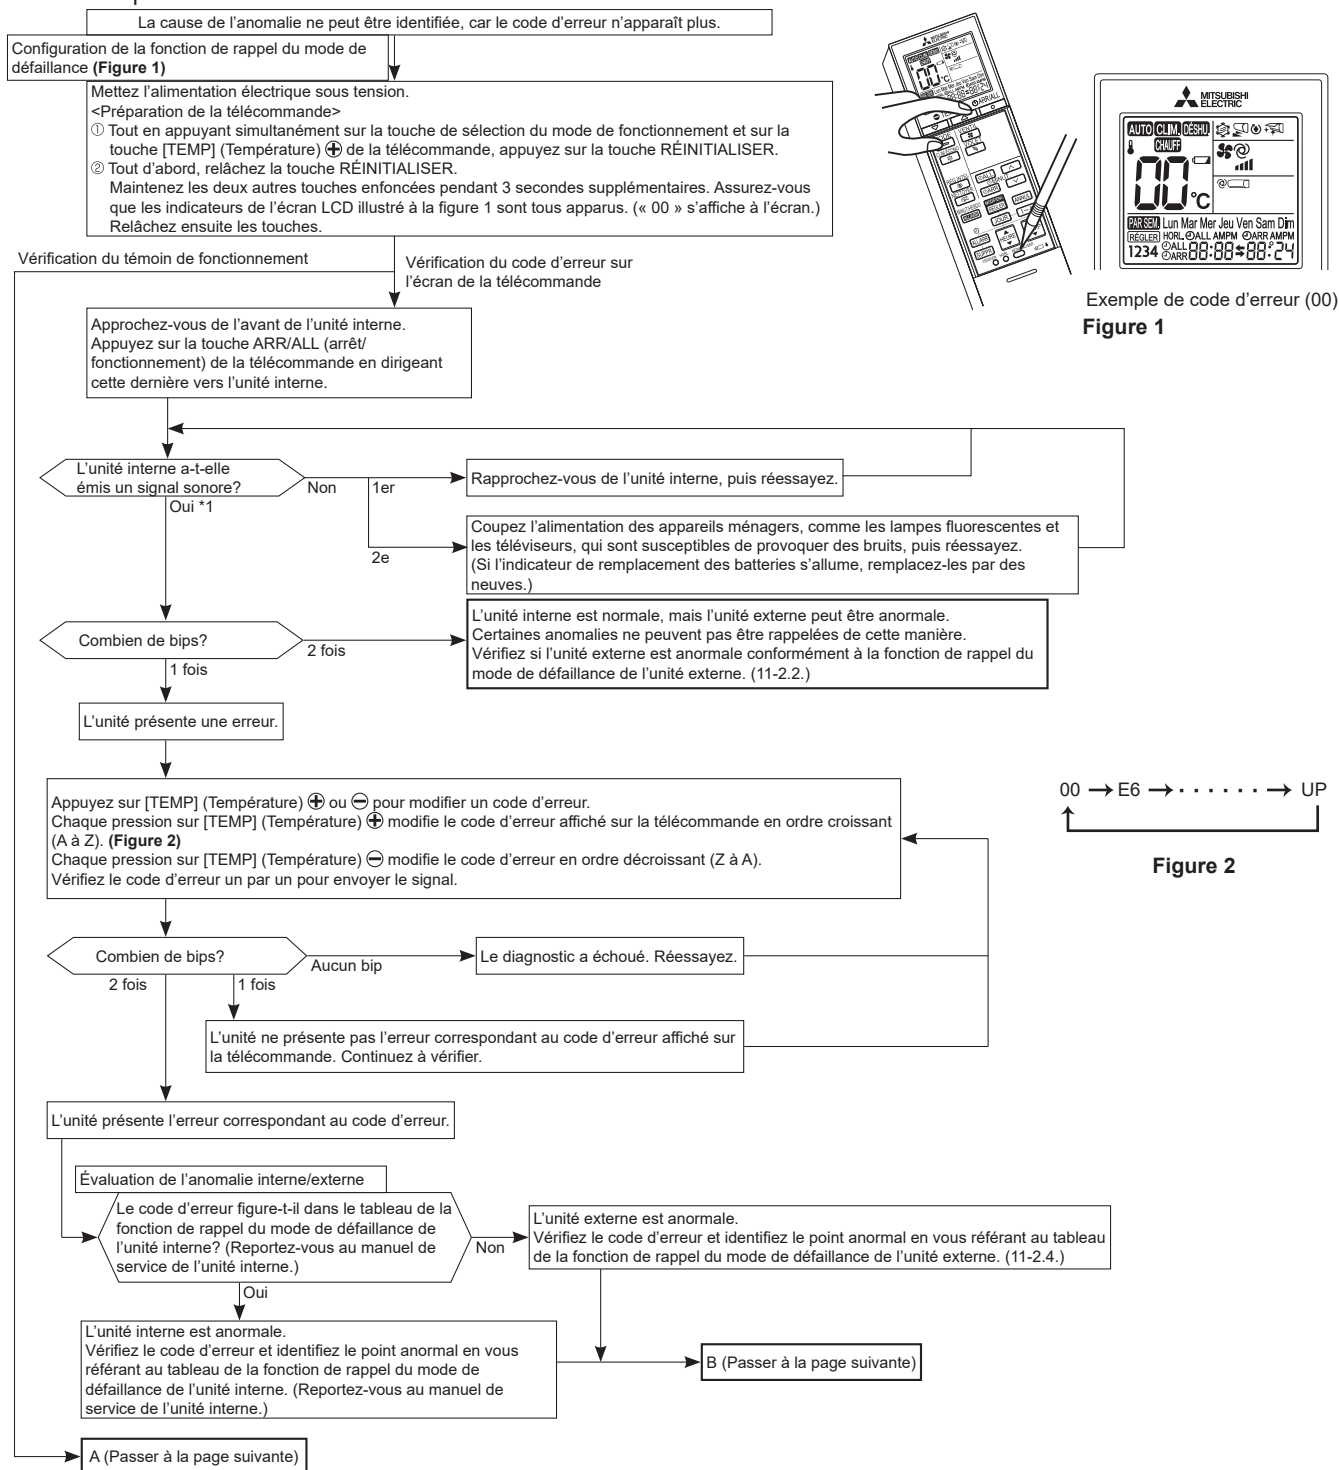 La cause de l'anomalie ne peut être identifiée, car le code d'erreur n'apparaît plus.
Configuration de la fonction de rappel du mode de
défaillance (Figure 1)
Mettez l'alimentation électrique sous tension.
<Préparation de la télécommande>
① Tout en appuyant simultanément sur la touche de sélection du mode de fonctionnement et sur la
touche [TEMP] (Température) ⊕ de la télécommande, appuyez sur la touche RÉINITIALISER.
② Tout d'abord, relâchez la touche RÉINITIALISER.
Maintenez les deux autres touches enfoncées pendant 3 secondes supplémentaires. Assurez-vous
que les indicateurs de l'écran LCD illustré à la figure 1 sont tous apparus. (« 00 » s'affiche à l'écran.)
Relâchez ensuite les touches.
MITSUBISHI
ELECTRIC
AUTO CLIM. DÉSHU.
CHAUFF
00°C
PAR SEM. Lun Mar Mer Jeu Ven Sam Dim
RÉGLER HORL. ALL AMPM ARR AMPM
1234 ALL ARR 88:88 88:24
Exemple de code d'erreur (00)
Figure 1
Vérification du témoin de fonctionnement
Vérification du code d'erreur sur
l'écran de la télécommande
Approchez-vous de l'avant de l'unité interne.
Appuyez sur la touche ARR/ALL (arrêt/
fonctionnement) de la télécommande en dirigeant
cette dernière vers l'unité interne.
L'unité interne a-t-elle
émis un signal sonore?
Non
1er
Rapprochez-vous de l'unité interne, puis réessayez.
Oui *1
2e
Coupez l'alimentation des appareils ménagers, comme les lampes fluorescentes et
les téléviseurs, qui sont susceptibles de provoquer des bruits, puis réessayez.
(Si l'indicateur de remplacement des batteries s'allume, remplacez-les par des
neuves.)
Combien de bips?
2 fois
L'unité interne est normale, mais l'unité externe peut être anormale.
Certaines anomalies ne peuvent pas être rappelées de cette manière.
Vérifiez si l'unité externe est anormale conformément à la fonction de rappel du
mode de défaillance de l'unité externe. (11-2.2.)
1 fois
L'unité présente une erreur.
Appuyez sur [TEMP] (Température) ⊕ ou ⊖ pour modifier un code d'erreur.
Chaque pression sur [TEMP] (Température) ⊕ modifie le code d'erreur affiché sur la télécommande en ordre croissant
(A à Z). (Figure 2)
Chaque pression sur [TEMP] (Température) ⊖ modifie le code d'erreur en ordre décroissant (Z à A).
Vérifiez le code d'erreur un par un pour envoyer le signal.
00 → E6 → · · · · · · → UP
Figure 2
Combien de bips?
Aucun bip
Le diagnostic a échoué. Réessayez.
2 fois
1 fois
L'unité ne présente pas l'erreur correspondant au code d'erreur affiché sur
la télécommande. Continuez à vérifier.
L'unité présente l'erreur correspondant au code d'erreur.
Évaluation de l'anomalie interne/externe
Le code d'erreur figure-t-il dans le tableau de la
fonction de rappel du mode de défaillance de
l'unité interne? (Reportez-vous au manuel de
service de l'unité interne.)
Non
L'unité externe est anormale.
Vérifiez le code d'erreur et identifiez le point anormal en vous référant au tableau
de la fonction de rappel du mode de défaillance de l'unité externe. (11-2.4.)
Oui
L'unité interne est anormale.
Vérifiez le code d'erreur et identifiez le point anormal en vous
référant au tableau de la fonction de rappel du mode de
défaillance de l'unité interne. (Reportez-vous au manuel de
service de l'unité interne.)
B (Passer à la page suivante)
A (Passer à la page suivante)